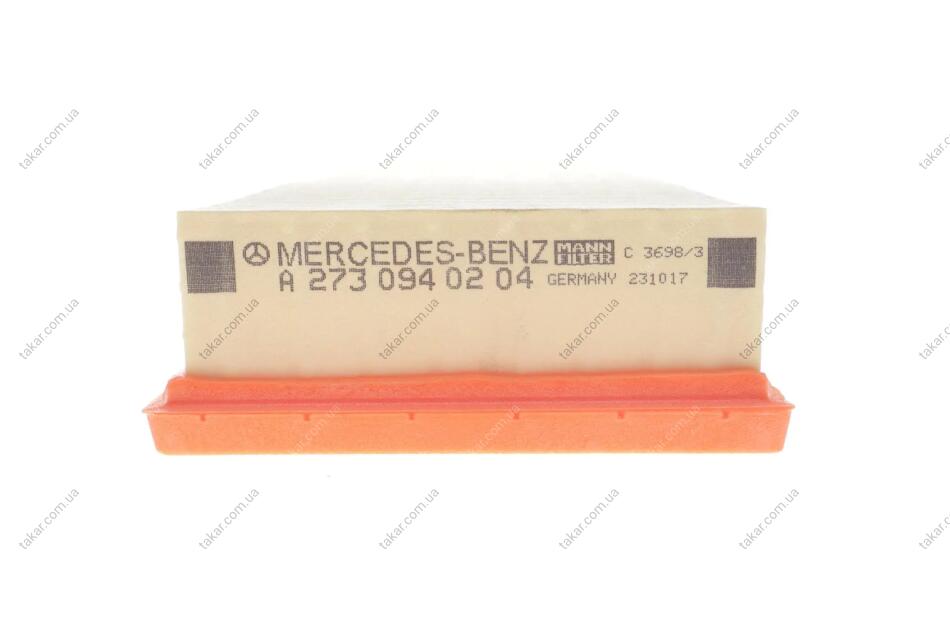 MERCEDES-BENZ MANN FILTER C 3698/3
A 273 094 02 04 GERMANY 231017
takar.com.ua